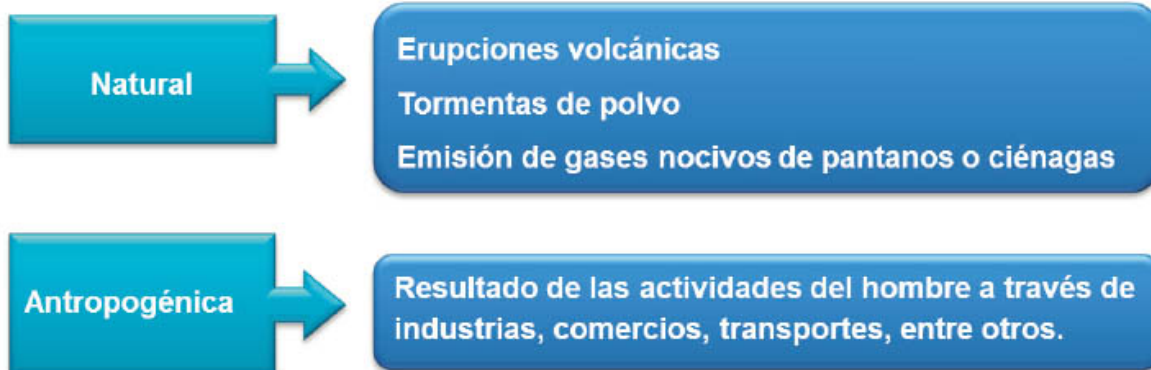 Natural
Erupciones volcánicas
Tormentas de polvo
Emisión de gases nocivos de pantanos o ciénagas
Antropogénica
Resultado de las actividades del hombre a través de
industrias, comercios, transportes, entre otros.